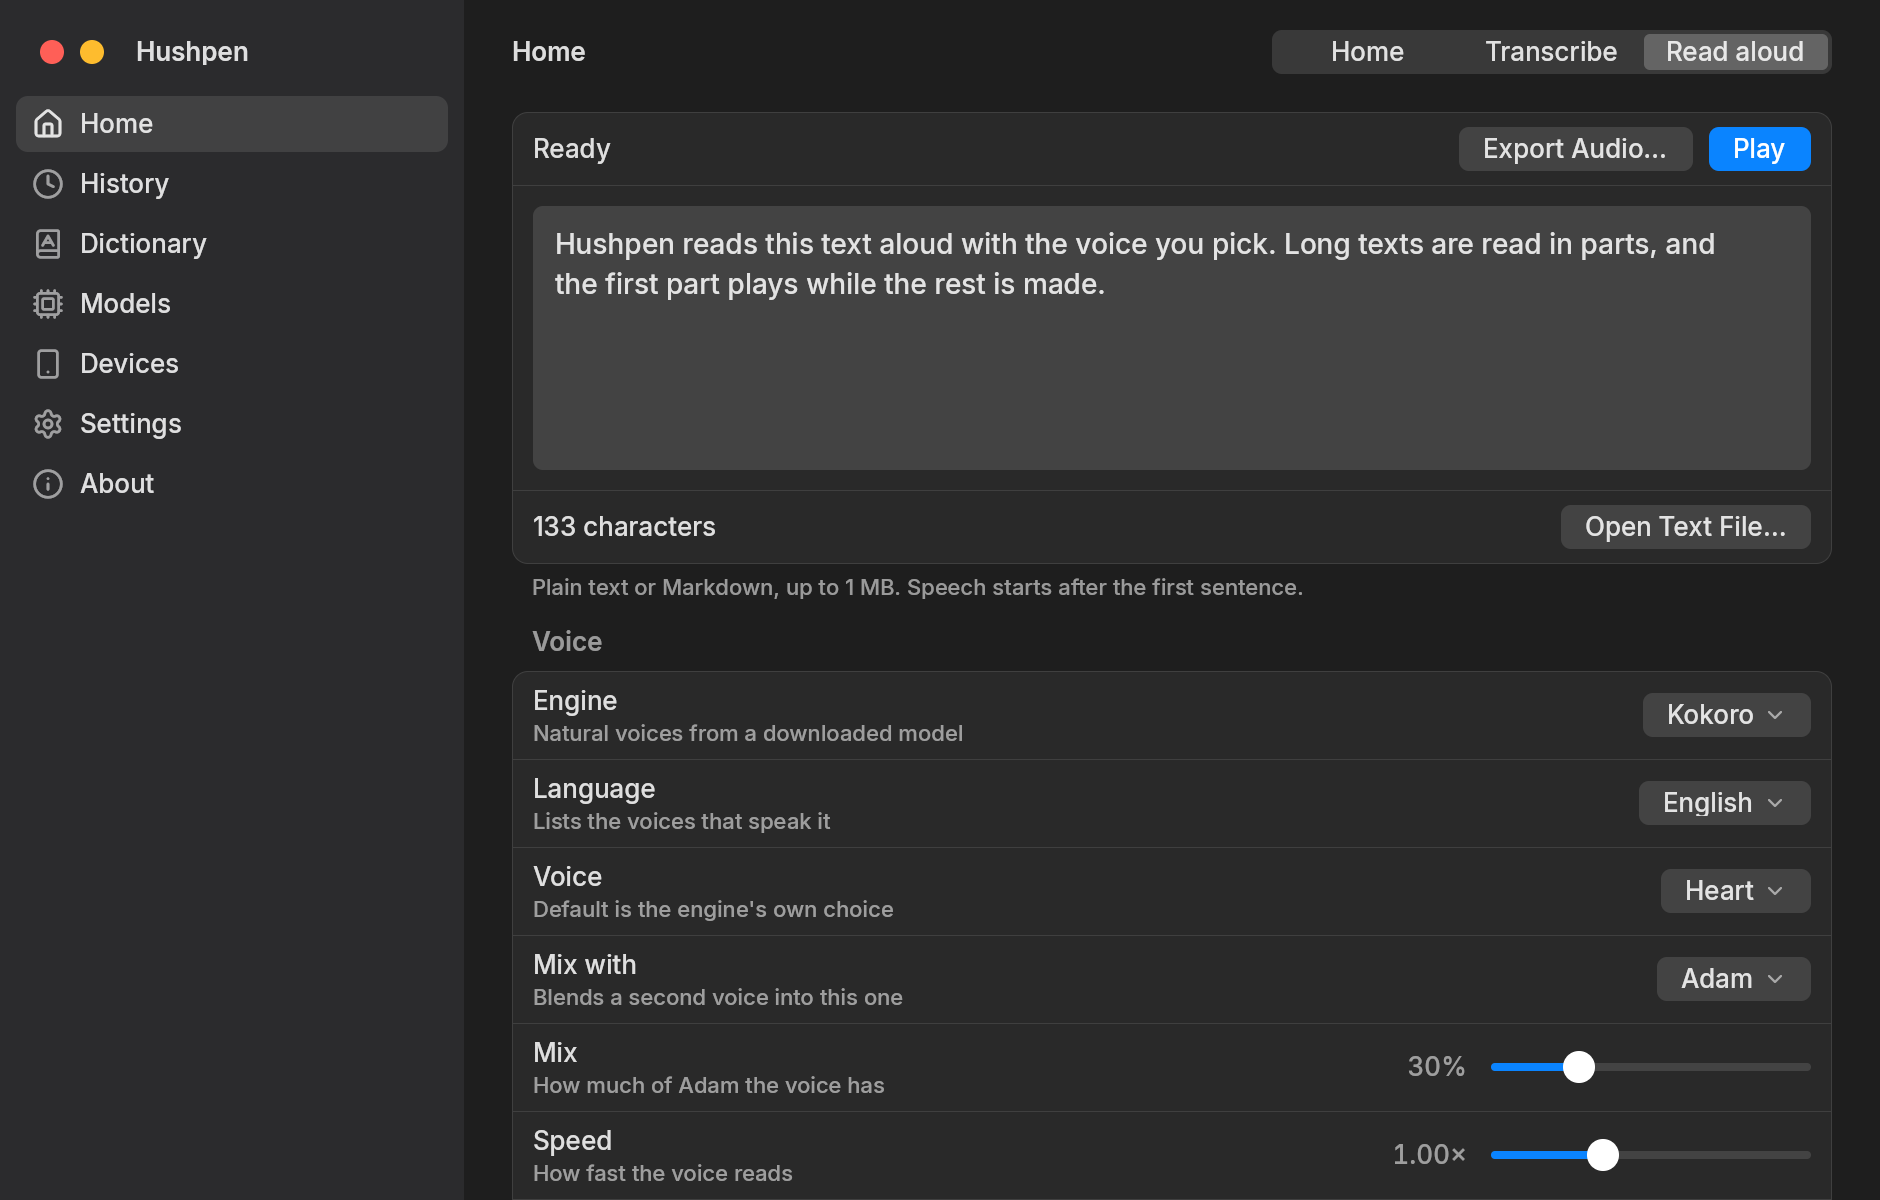 Hushpen
Home
History
Dictionary
Models
Devices
Settings
About
Home
Home Transcribe Read aloud
Ready
Export Audio... Play
Hushpen reads this text aloud with the voice you pick. Long texts are read in parts, and
the first part plays while the rest is made.
133 characters
Open Text File...
Plain text or Markdown, up to 1 MB. Speech starts after the first sentence.
Voice
Engine
Natural voices from a downloaded model
Kokoro
Language
Lists the voices that speak it
English
Voice
Default is the engine's own choice
Heart
Mix with
Blends a second voice into this one
Adam
Mix
How much of Adam the voice has
30%
Speed
How fast the voice reads
1.00×